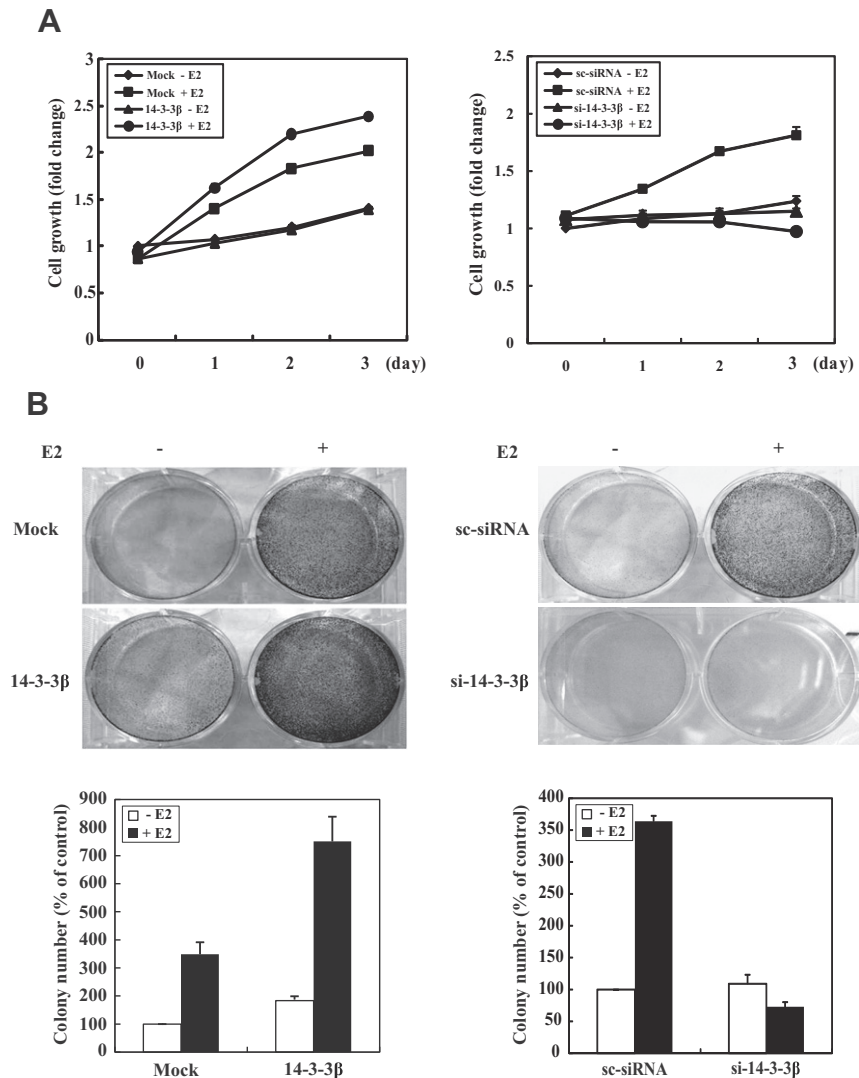 A
Cell growth (fold change)
3
2.5
2
1.5
1
0.5
0
Mock - E2
Mock + E2
14-3-3β - E2
14-3-3β + E2
0 1 2 3 (day)
Cell growth (fold change)
2.5
2
1.5
1
0.5
0
sc-siRNA - E2
sc-siRNA + E2
si-14-3-3β - E2
si-14-3-3β + E2
0 1 2 3 (day)
B
E2 - +
Mock
14-3-3β
E2 - +
sc-siRNA
si-14-3-3β
Colony number (% of control)
900
800
700
600
500
400
300
200
100
0
- E2
+ E2
Mock 14-3-3β
Colony number (% of control)
400
350
300
250
200
150
100
50
0
- E2
+ E2
sc-siRNA si-14-3-3β